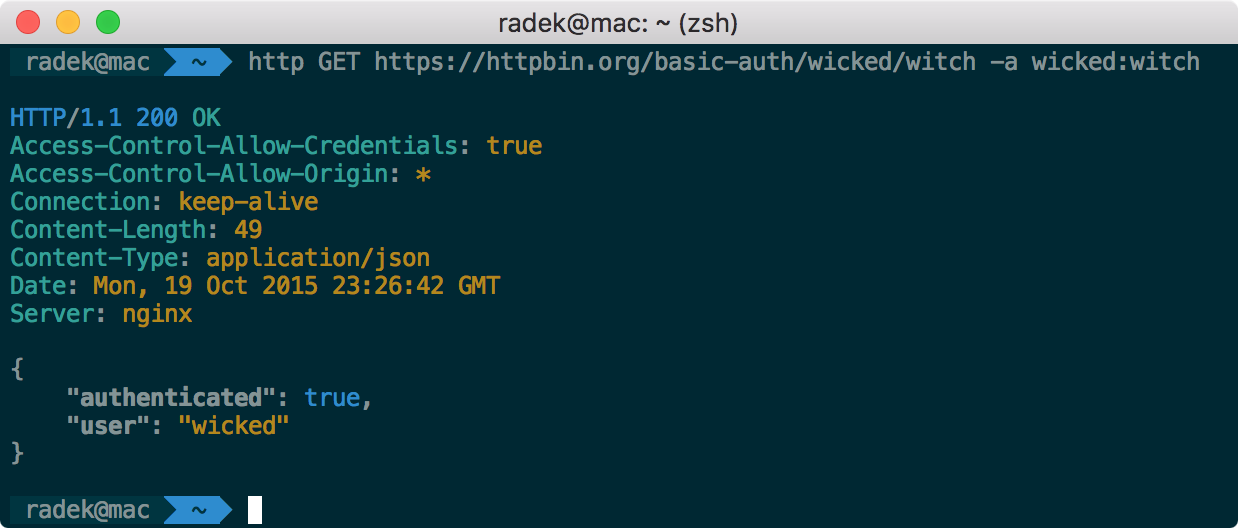 radek@mac: ~ (zsh)
radek@mac ~ http GET https://httpbin.org/basic-auth/wicked/witch -a wicked:witch
HTTP/1.1 200 OK
Access-Control-Allow-Credentials: true
Access-Control-Allow-Origin: *
Connection: keep-alive
Content-Length: 49
Content-Type: application/json
Date: Mon, 19 Oct 2015 23:26:42 GMT
Server: nginx
{
    "authenticated": true,
    "user": "wicked"
}
radek@mac ~